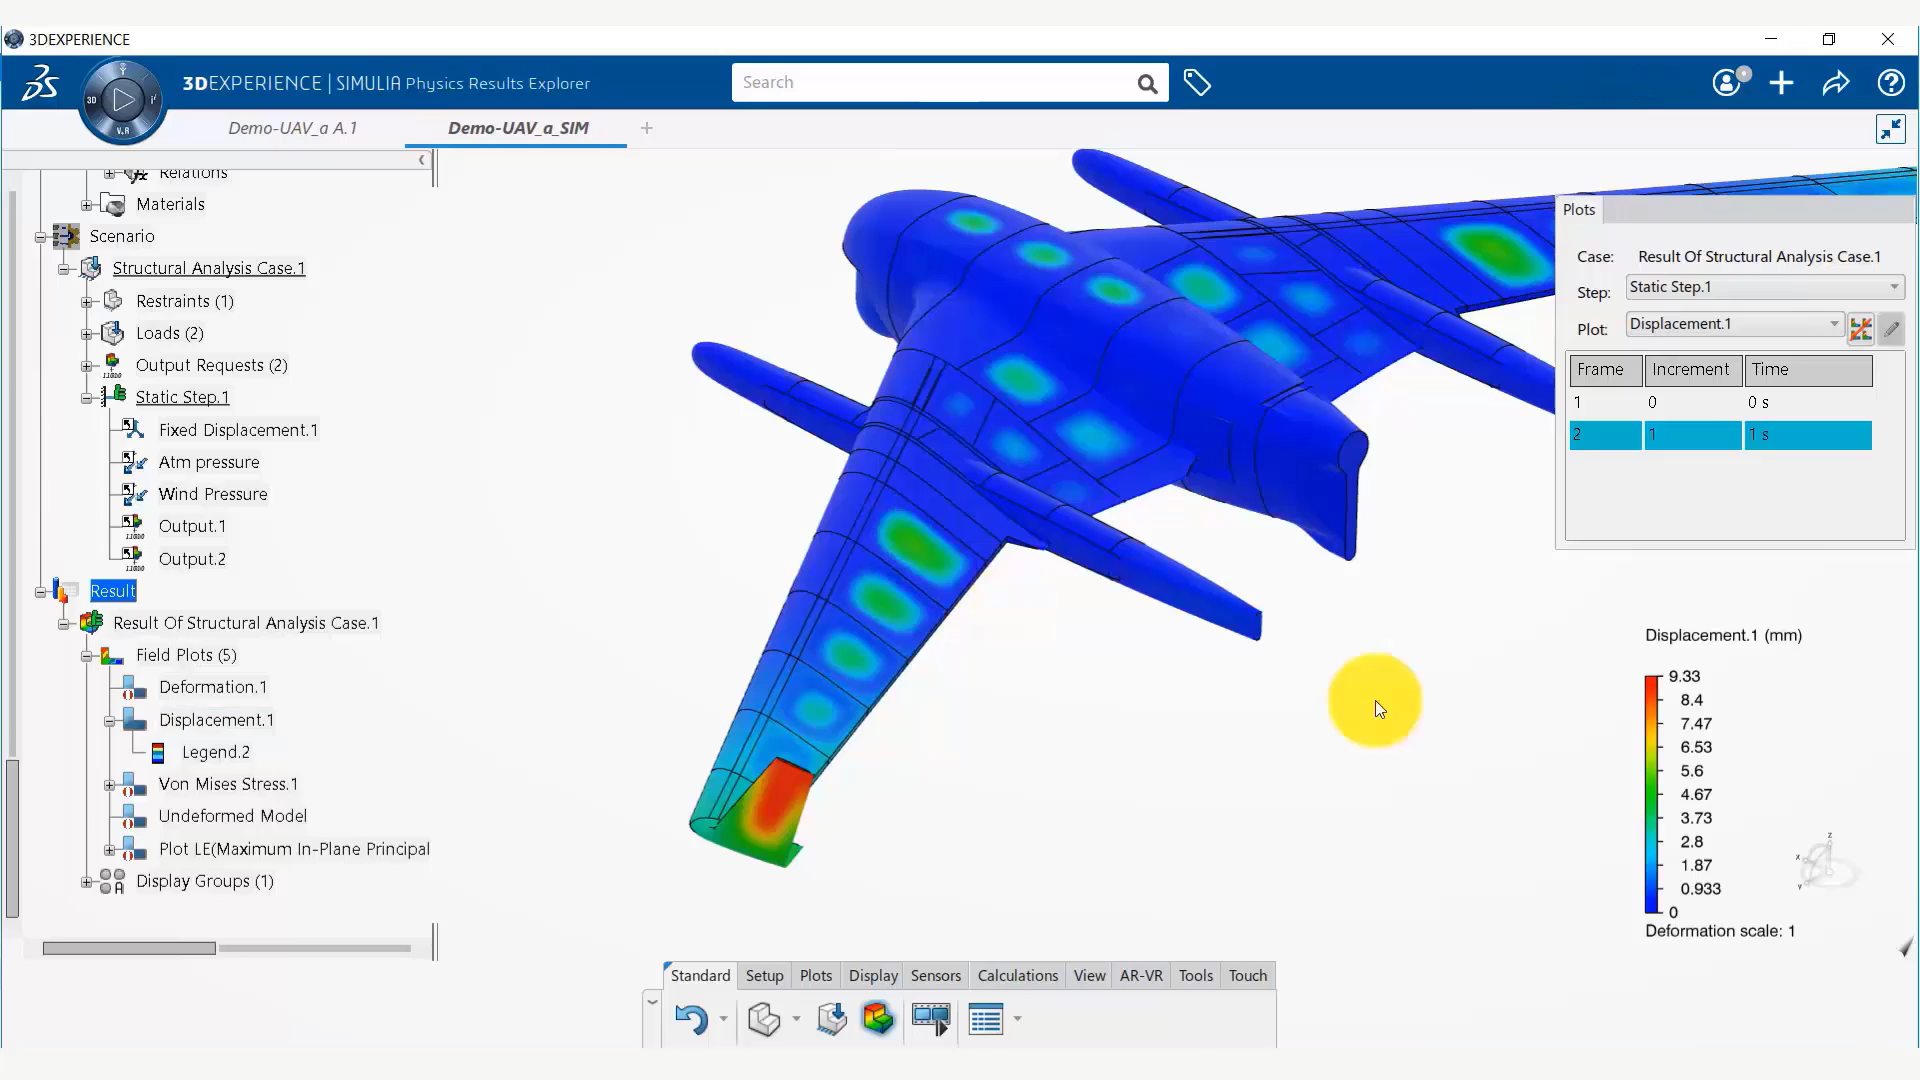 3DEXPERIENCE
3DEXPERIENCE | SIMULIA Physics Results Explorer
Search
3D
V.R
Demo-UAV_a A.1
Demo-UAV_a_SIM
Relations
Materials
Scenario
Structural Analysis Case.1
Restraints (1)
Loads (2)
Output Requests (2)
Static Step.1
Fixed Displacement.1
Atm pressure
Wind Pressure
Output.1
Output.2
Result
Result Of Structural Analysis Case.1
Field Plots (5)
Deformation.1
Displacement.1
Legend.2
Von Mises Stress.1
Undeformed Model
Plot LE(Maximum In-Plane Principal
Display Groups (1)
Plots
Case: Result Of Structural Analysis Case.1
Step: Static Step.1
Plot: Displacement.1
Frame Increment Time
1 0 0 s
2 1 1 s
Displacement.1 (mm)
9.33
8.4
7.47
6.53
5.6
4.67
3.73
2.8
1.87
0.933
0
Deformation scale: 1
Z
X
Y
Standard Setup Plots Display Sensors Calculations View AR-VR Tools Touch